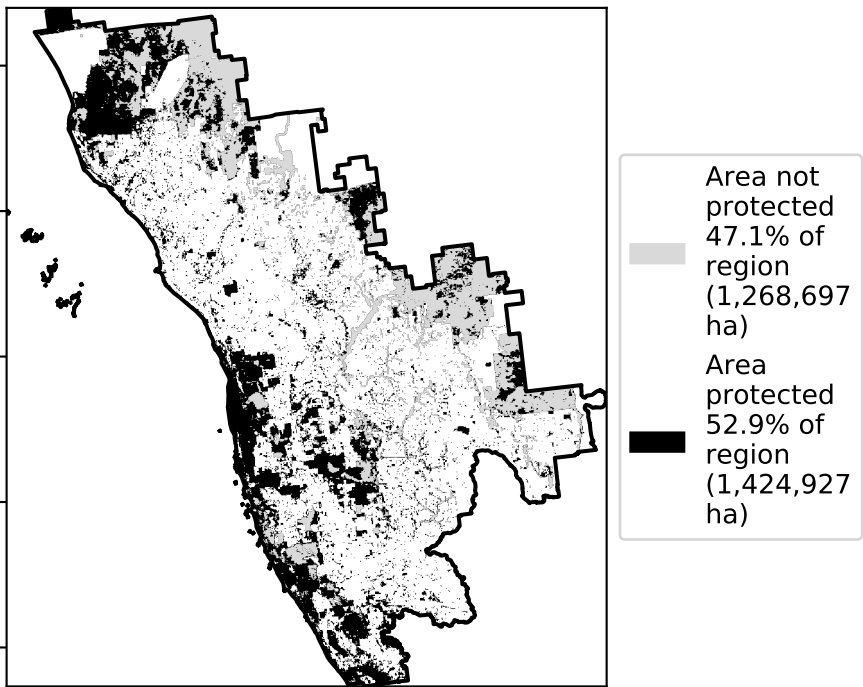 Area not
protected
47.1% of
region
(1,268,697
ha)
Area
protected
52.9% of
region
(1,424,927
ha)